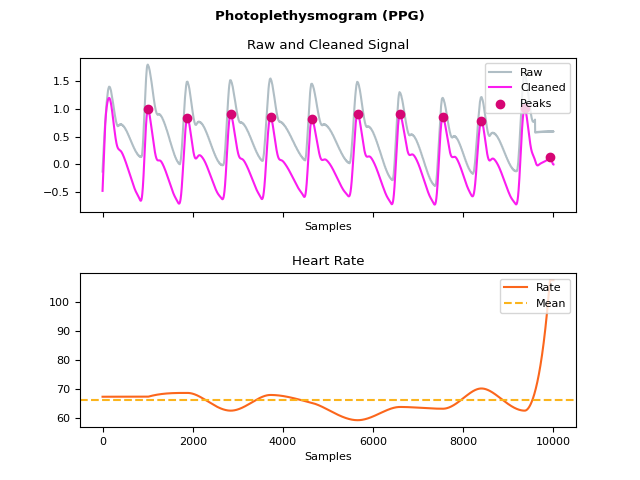 Photoplethysmogram (PPG)
Raw and Cleaned Signal
Raw
Cleaned
Peaks
1.5
1.0
0.5
0.0
−0.5
Samples
Heart Rate
Rate
Mean
100
90
80
70
60
0 2000 4000 6000 8000 10000
Samples